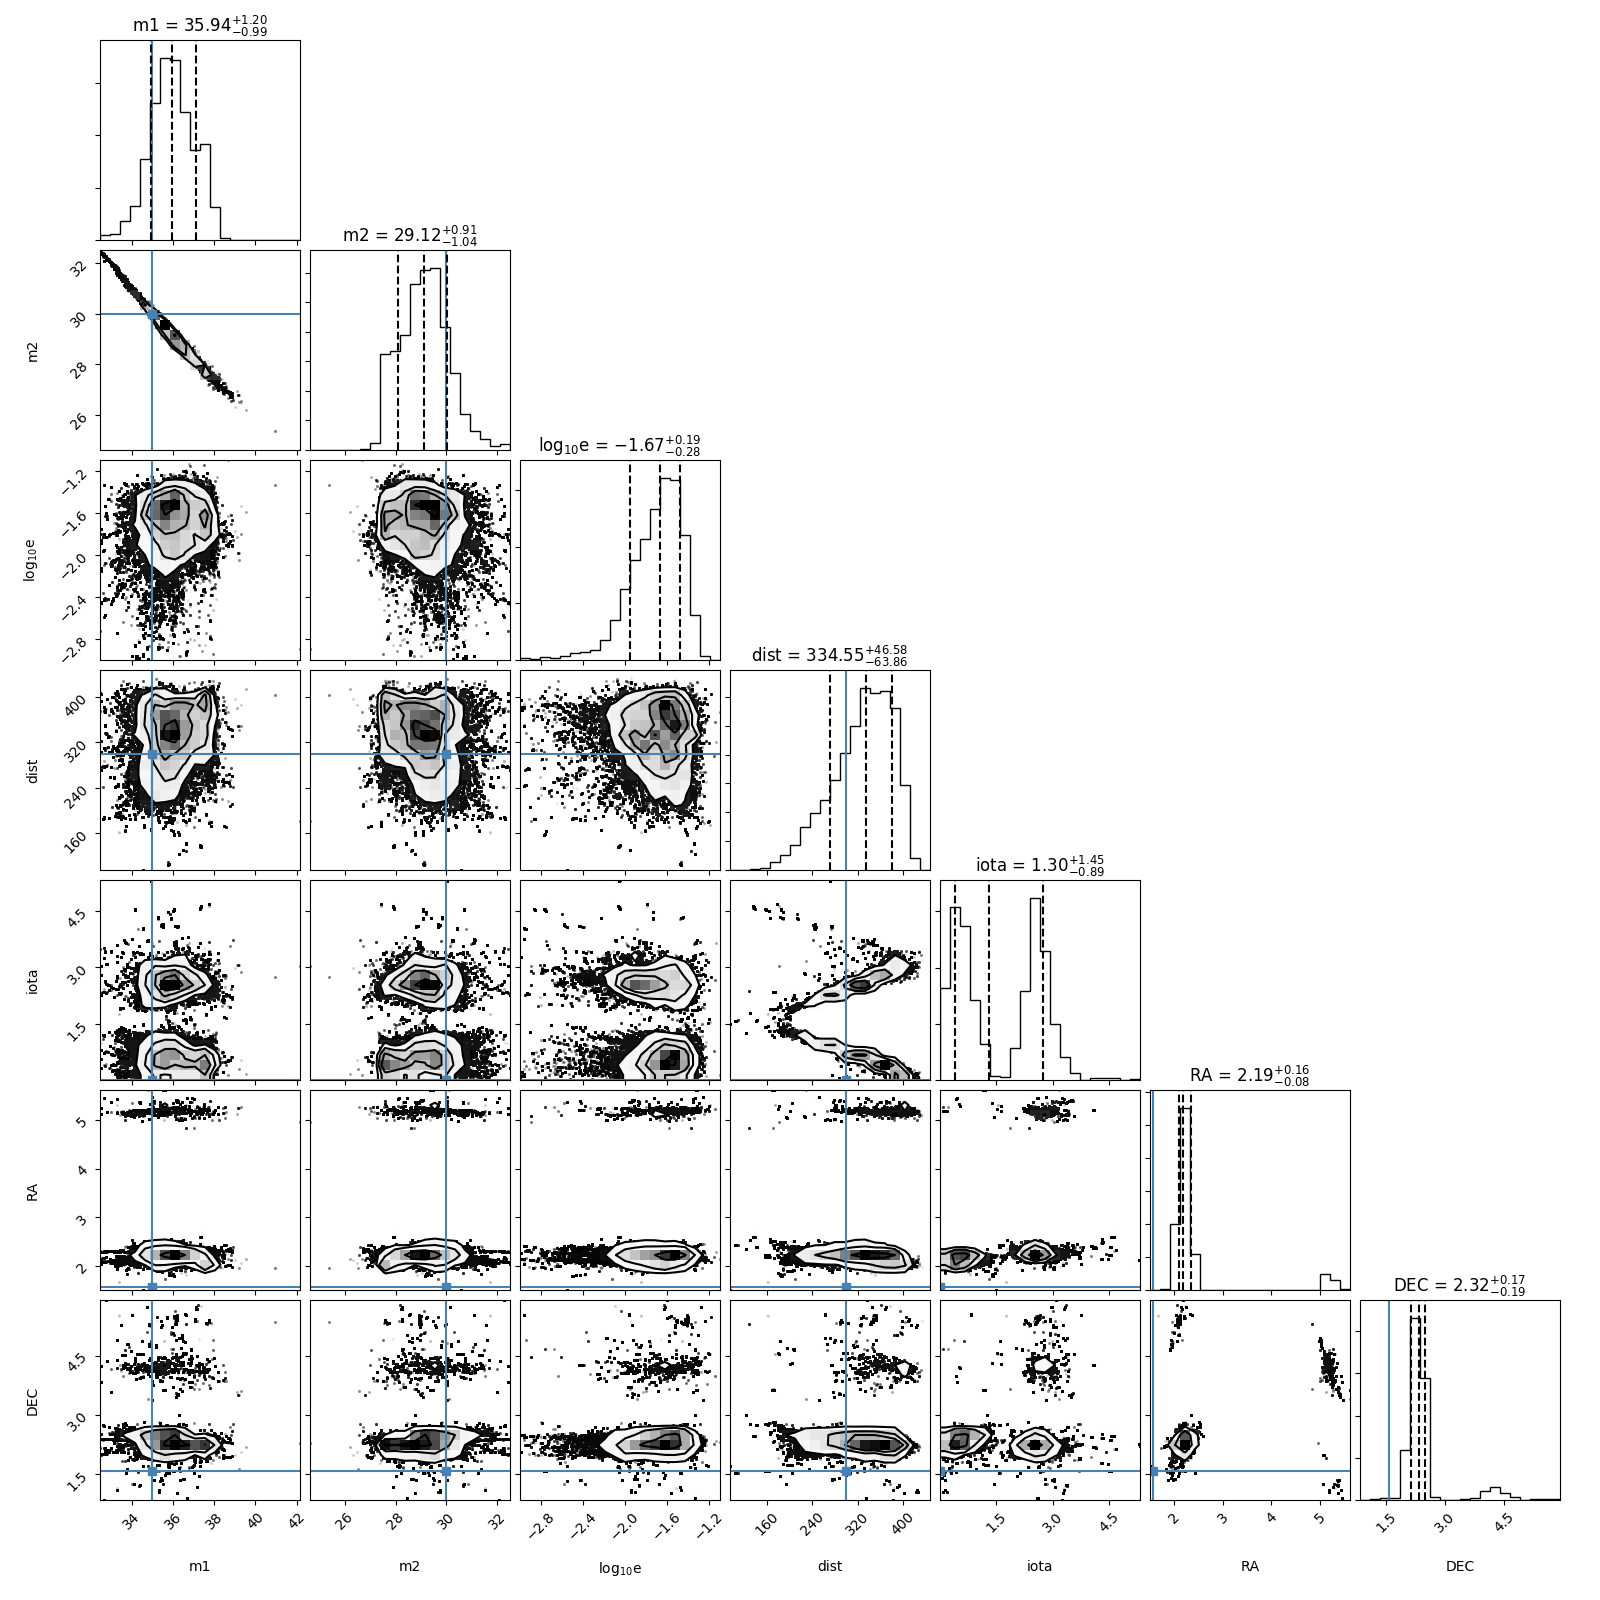 m1 = 35.94 +1.20 −0.99
m2 = 29.12 +0.91 −1.04
log10e = −1.67 +0.19 −0.28
dist = 334.55 +46.58 −63.86
iota = 1.30 +1.45 −0.89
RA = 2.19 +0.16 −0.08
DEC = 2.32 +0.17 −0.19
m2
32
30
28
26
log10e
−1.2
−1.6
−2.0
−2.4
−2.8
dist
400
320
240
160
iota
4.5
3.0
1.5
RA
5
4
3
2
DEC
4.5
3.0
1.5
34 36 38 40 42
26 28 30 32
−2.8 −2.4 −2.0 −1.6 −1.2
160 240 320 400
1.5 3.0 4.5
2 3 4 5
1.5 3.0 4.5
m1 m2 log10e dist iota RA DEC